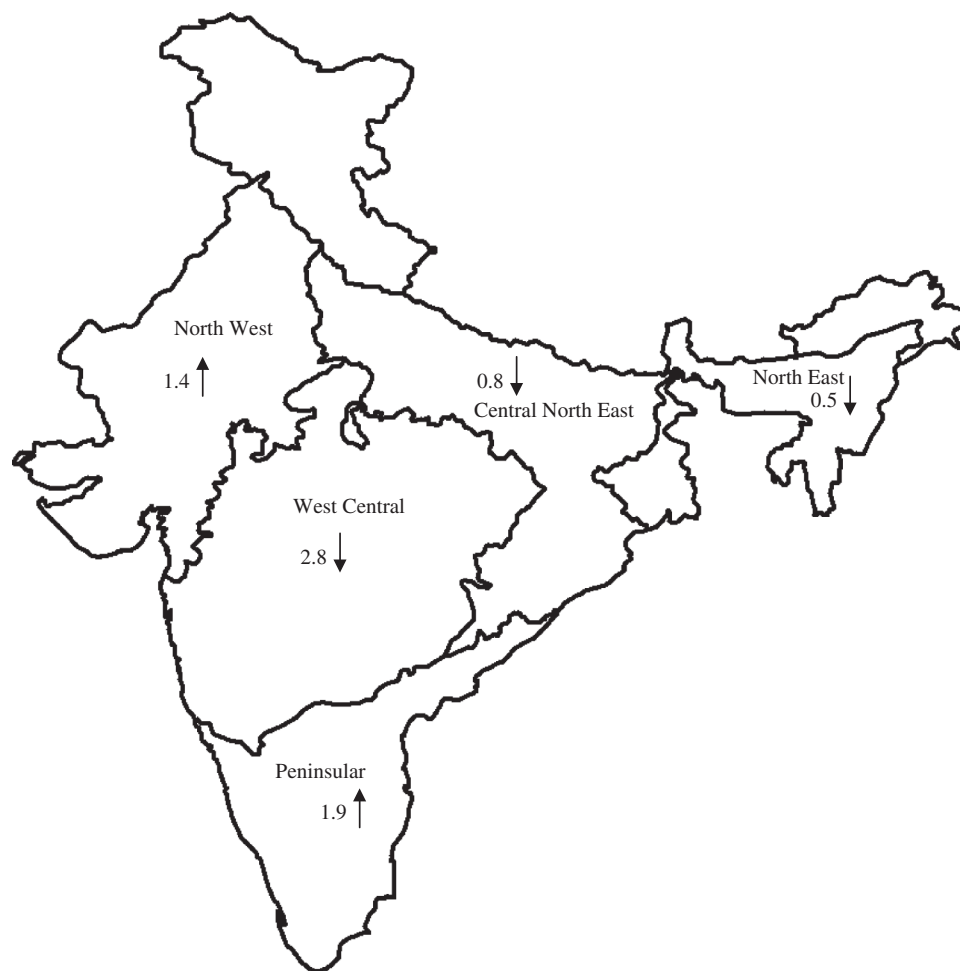 North West
1.4
0.8
Central North East
North East
0.5
West Central
2.8
Peninsular
1.9